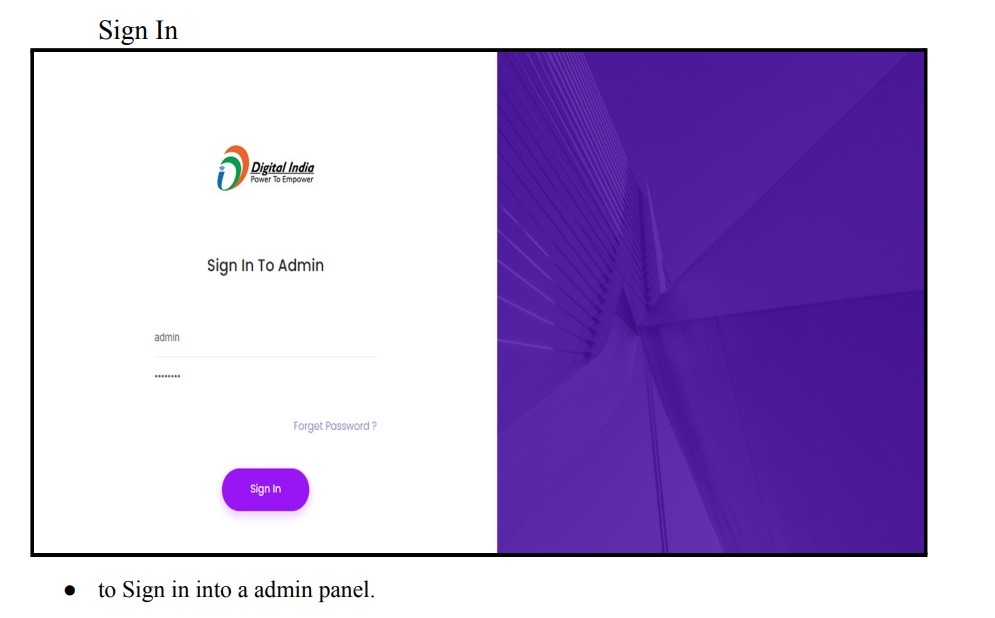 Sign In
Digital India
Power To Empower
Sign In To Admin
admin
••••••••
Forget Password ?
Sign In
● to Sign in into a admin panel.